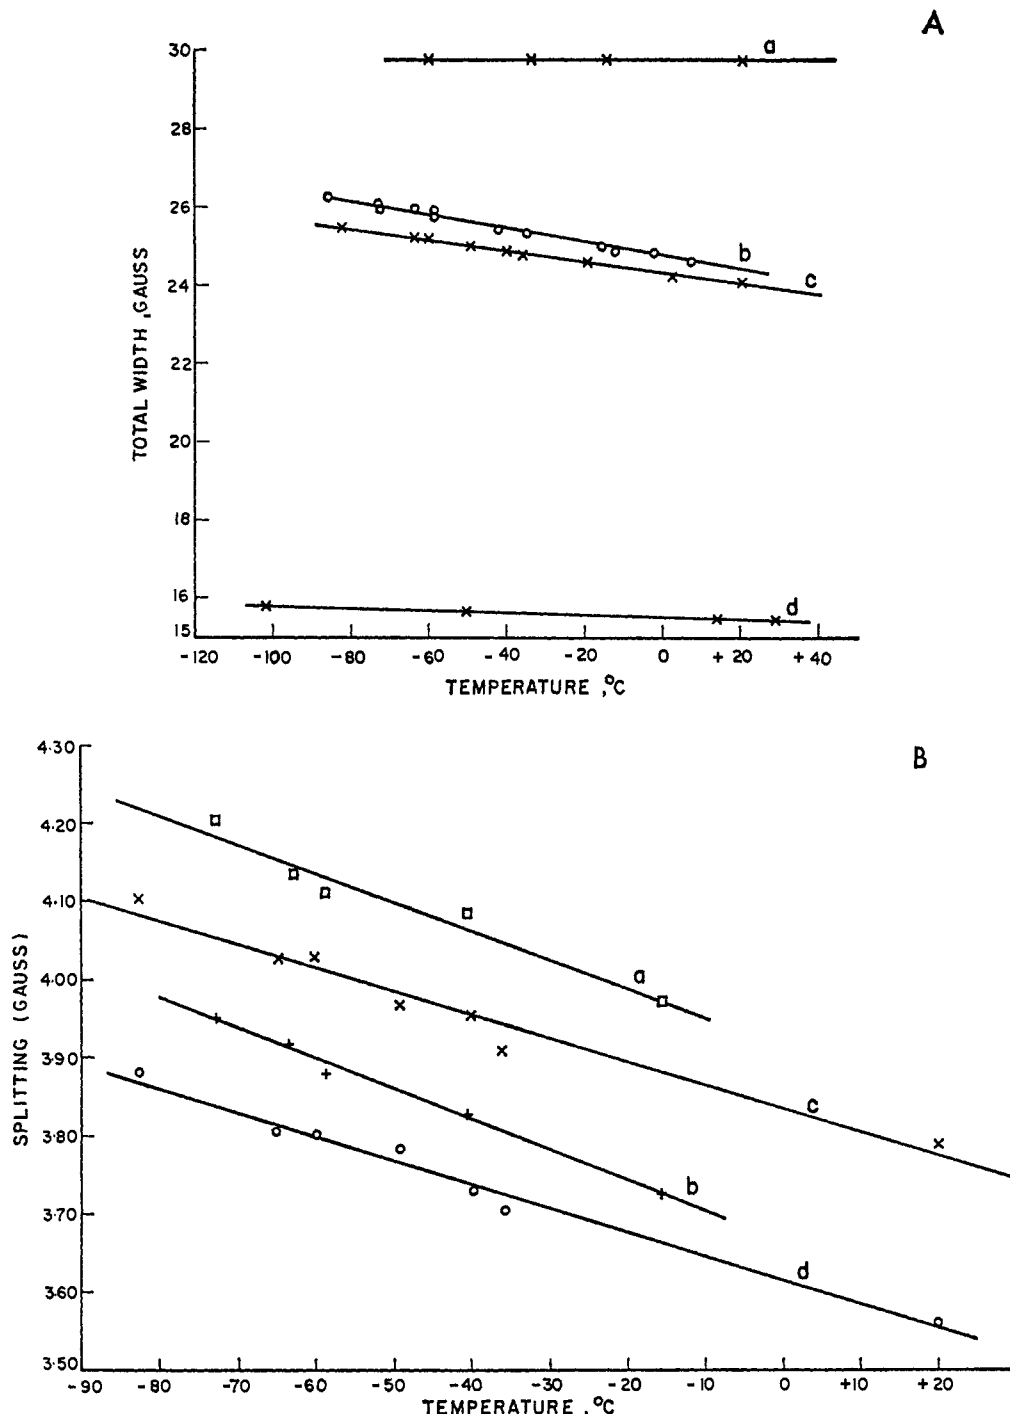 A
a
30
28
26
24
22
20
18
16
15
b
c
d
TOTAL WIDTH , GAUSS
-120 -100 -80 -60 -40 -20 0 +20 +40
TEMPERATURE , °C
B
4·30
4·20
4·10
4·00
3·90
3·80
3·70
3·60
3·50
a
c
b
d
SPLITTING (GAUSS)
-90 -80 -70 -60 -50 -40 -30 -20 -10 0 +10 +20
TEMPERATURE , °C